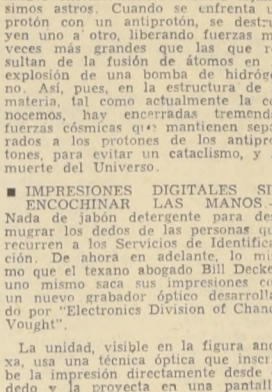 simos astros. Cuando se enfrenta
protón con un antiprotón, se destru
yen uno a otro, liberando fuerzas m
veces más grandes que las que r
sultan de la fusión de átomos en
explosión de una bomba de hidróge
no. Así, pues, en la estructura de
materia, tal como actualmente la c
nocemos, hay encerradas tremend
fuerzas cósmicas que mantienen sepa
rados a los protones de los antipro
tones, para evitar un cataclismo, y
muerte del Universo.
■ IMPRESIONES DIGITALES SI
ENCOCHINAR LAS MANOS.—
Nada de jabón detergente para des
mugrar los dedos de las personas qu
recurren a los Servicios de Identifica
ción. De ahora en adelante, lo mis
mo que el texano abogado Bill Decke
uno mismo saca sus impresiones co
un nuevo grabador óptico desarrolla
do por "Electronics Division of Chanc
Vought".
La unidad, visible en la figura ane
xa, usa una técnica óptica que inscri
be la impresión directamente desde
dedo y la proyecta en una pantall